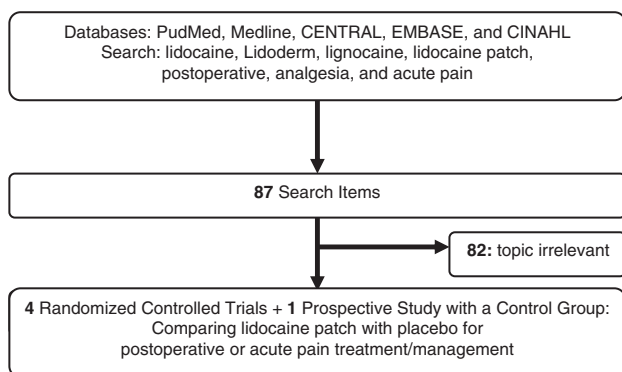 Databases: PudMed, Medline, CENTRAL, EMBASE, and CINAHL
Search: lidocaine, Lidoderm, lignocaine, lidocaine patch,
postoperative, analgesia, and acute pain
87 Search Items
82: topic irrelevant
4 Randomized Controlled Trials + 1 Prospective Study with a Control Group:
Comparing lidocaine patch with placebo for
postoperative or acute pain treatment/management